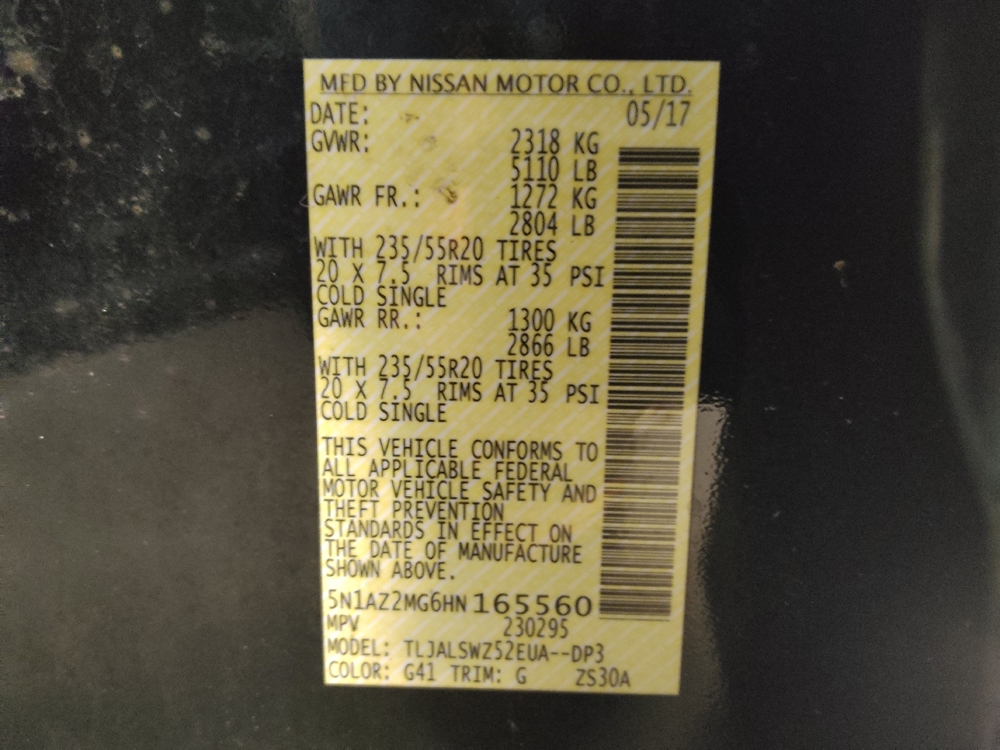 MFD BY NISSAN MOTOR CO., LTD.
DATE: 05/17
GVWR: 2318 KG
5110 LB
GAWR FR.: 1272 KG
2804 LB
WITH 235/55R20 TIRES
20 X 7.5 RIMS AT 35 PSI
COLD SINGLE
GAWR RR.: 1300 KG
2866 LB
WITH 235/55R20 TIRES
20 X 7.5 RIMS AT 35 PSI
COLD SINGLE
THIS VEHICLE CONFORMS TO
ALL APPLICABLE FEDERAL
MOTOR VEHICLE SAFETY AND
THEFT PREVENTION
STANDARDS IN EFFECT ON
THE DATE OF MANUFACTURE
SHOWN ABOVE.
5N1AZ2MG6HN165560
MPV 230295
MODEL: TLJALSWZ52EUA--DP3
COLOR: G41 TRIM: G ZS30A